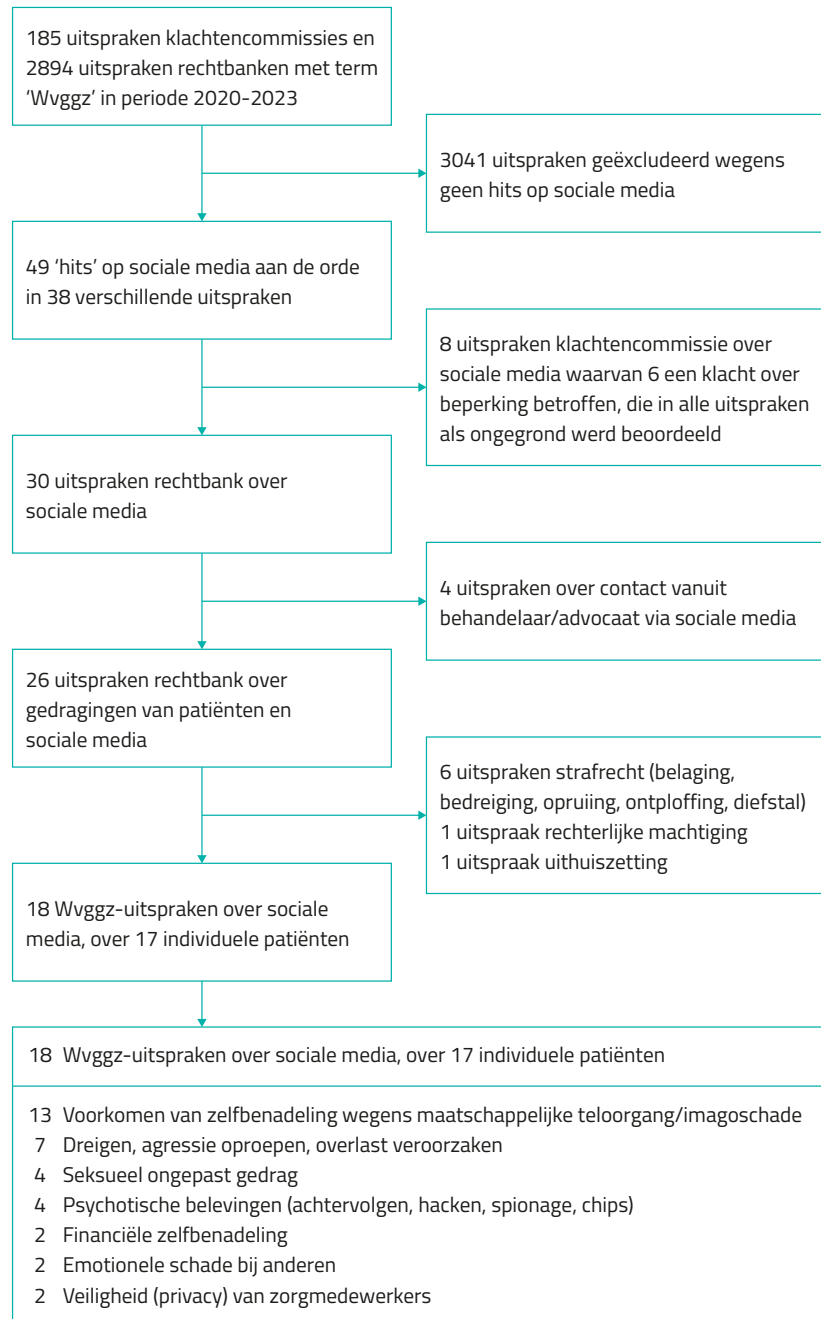 185 uitspraken klachtencommissies en
2894 uitspraken rechtbanken met term
‘Wvggz’ in periode 2020-2023
3041 uitspraken geëxcludeerd wegens
geen hits op sociale media
49 ‘hits’ op sociale media aan de orde
in 38 verschillende uitspraken
8 uitspraken klachtencommissie over
sociale media waarvan 6 een klacht over
beperking betroffen, die in alle uitspraken
als ongegrond werd beoordeeld
30 uitspraken rechtbank over
sociale media
4 uitspraken over contact vanuit
behandelaar/advocaat via sociale media
26 uitspraken rechtbank over
gedragingen van patiënten en
sociale media
6 uitspraken strafrecht (belaging,
bedreiging, opruiing, ontploffing, diefstal)
1 uitspraak rechterlijke machtiging
1 uitspraak uithuiszetting
18 Wvggz-uitspraken over sociale
media, over 17 individuele patiënten
18 Wvggz-uitspraken over sociale media, over 17 individuele patiënten
13 Voorkomen van zelfbenadeling wegens maatschappelijke teloorgang/imagoschade
7 Dreigen, agressie oproepen, overlast veroorzaken
4 Seksueel ongepast gedrag
4 Psychotische belevingen (achtervolgen, hacken, spionage, chips)
2 Financiële zelfbenadeling
2 Emotionele schade bij anderen
2 Veiligheid (privacy) van zorgmedewerkers